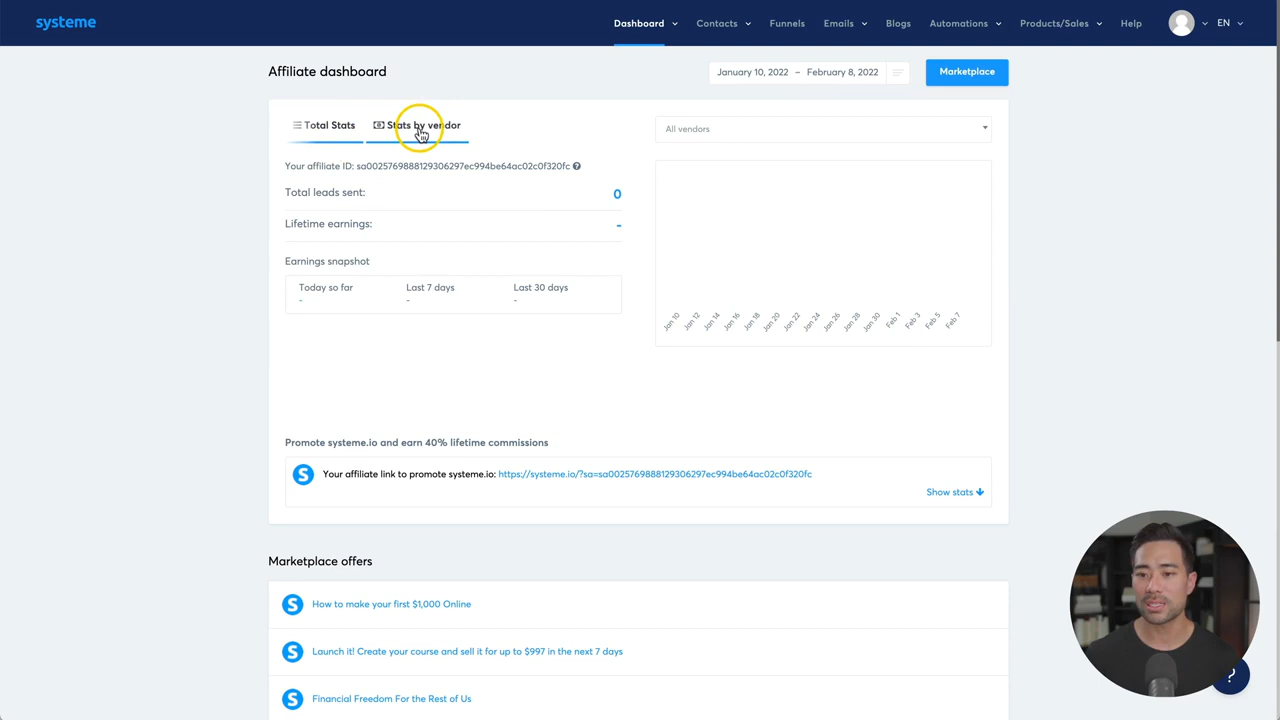 systeme
Dashboard Contacts Funnels Emails Blogs Automations Products/Sales Help EN
Affiliate dashboard
January 10, 2022 – February 8, 2022
Marketplace
Total Stats Stats by vendor
All vendors
Your affiliate ID: sa0025769888129306297ec994be64ac02c0f320fc ?
Total leads sent: 0
Lifetime earnings: -
Earnings snapshot
Today so far Last 7 days Last 30 days
- - -
Jan 10 Jan 12 Jan 14 Jan 16 Jan 18 Jan 20 Jan 22 Jan 24 Jan 26 Jan 28 Jan 30 Feb 1 Feb 3 Feb 5 Feb 7
Promote systeme.io and earn 40% lifetime commissions
S Your affiliate link to promote systeme.io: https://systeme.io/?sa=sa0025769888129306297ec994be64ac02c0f320fc
Show stats
Marketplace offers
S How to make your first $1,000 Online
S Launch it! Create your course and sell it for up to $997 in the next 7 days
S Financial Freedom For the Rest of Us
?